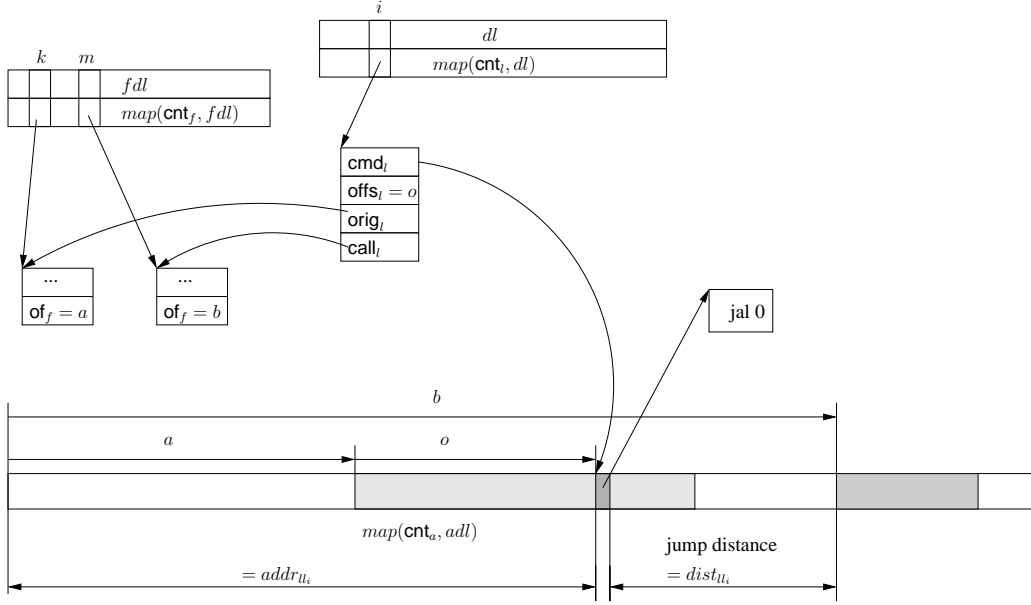 i
dl
map(cnt_l, dl)
k m
fdl
map(cnt_f, fdl)
cmd_l
offs_l = o
orig_l
call_l
... ...
of_f = a of_f = b
jal 0
b
a o
map(cnt_a, adl)
jump distance
= addr_{ll_i} = dist_{ll_i}